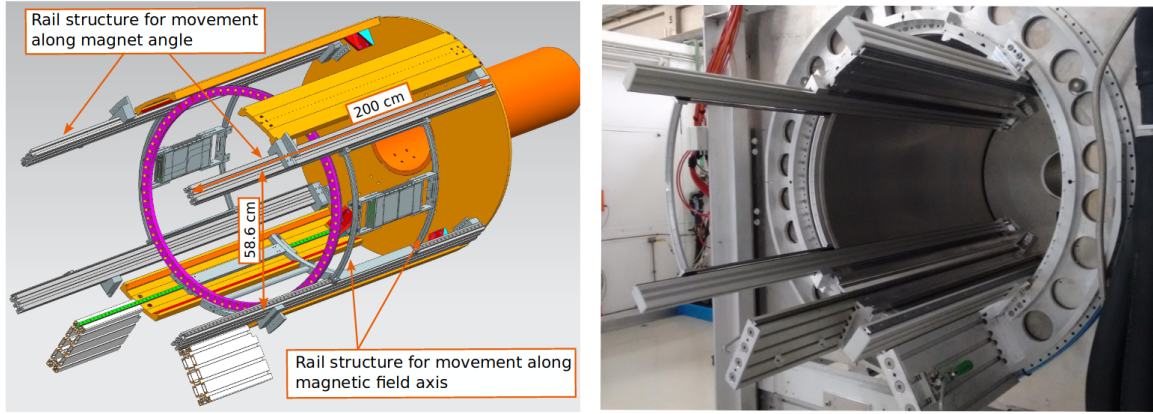 Rail structure for movement
along magnet angle
200 cm
58.6 cm
Rail structure for movement along
magnetic field axis